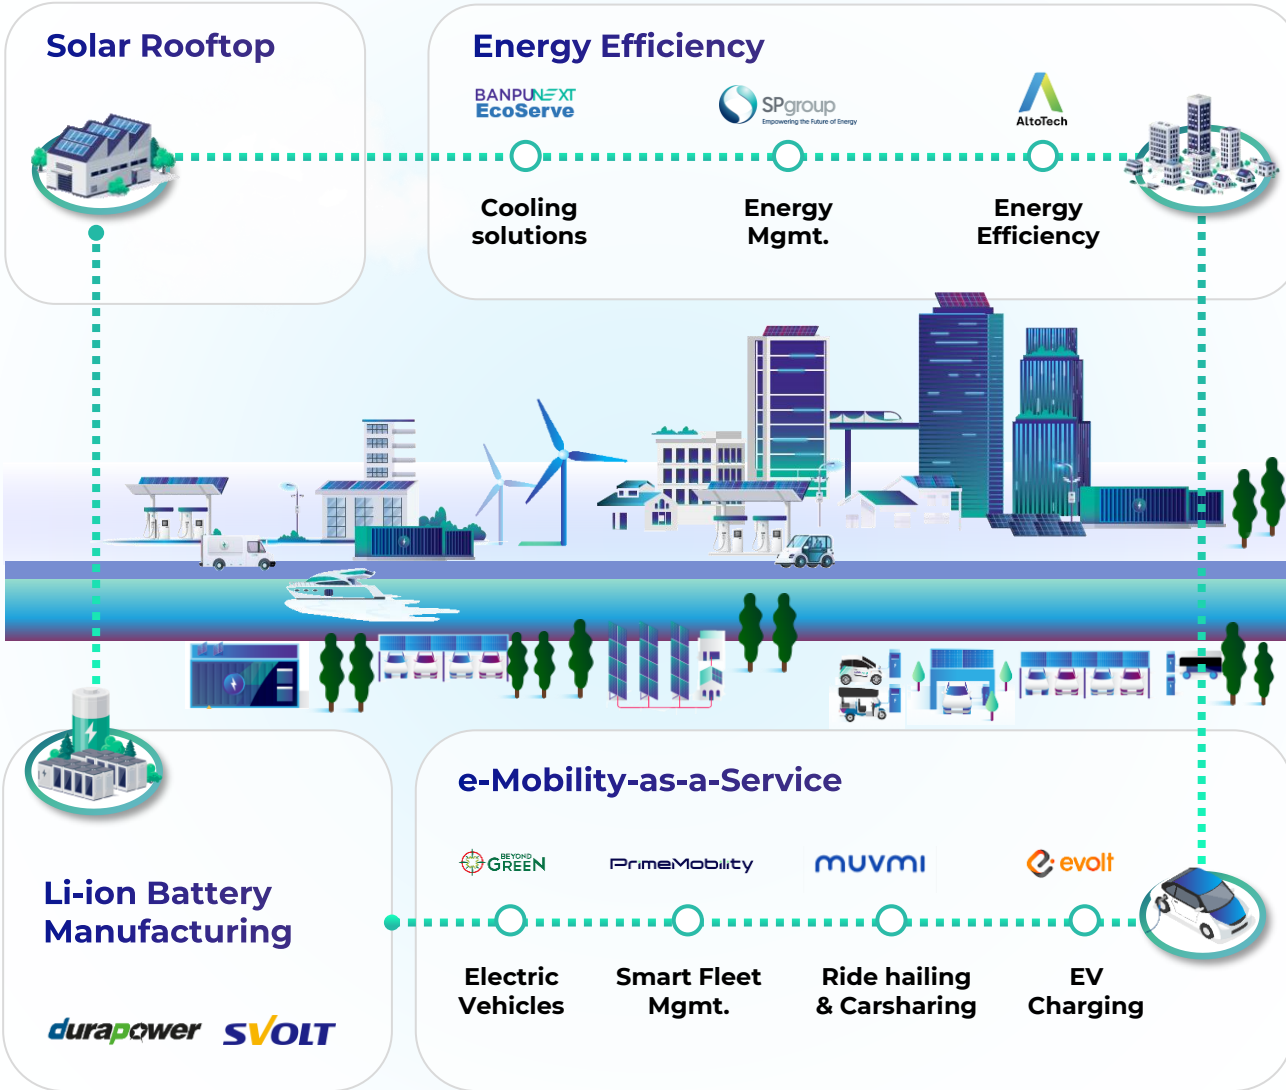 Solar Rooftop
Energy Efficiency
BANPU NEXT
EcoServe
SPgroup
Empowering the Future of Energy
AltoTech
Cooling
solutions
Energy
Mgmt.
Energy
Efficiency
Li-ion Battery
Manufacturing
durapower
SVOLT
e-Mobility-as-a-Service
BEYOND
GREEN
PrimeMobility
muvmi
evolt
Electric
Vehicles
Smart Fleet
Mgmt.
Ride hailing
& Carsharing
EV
Charging